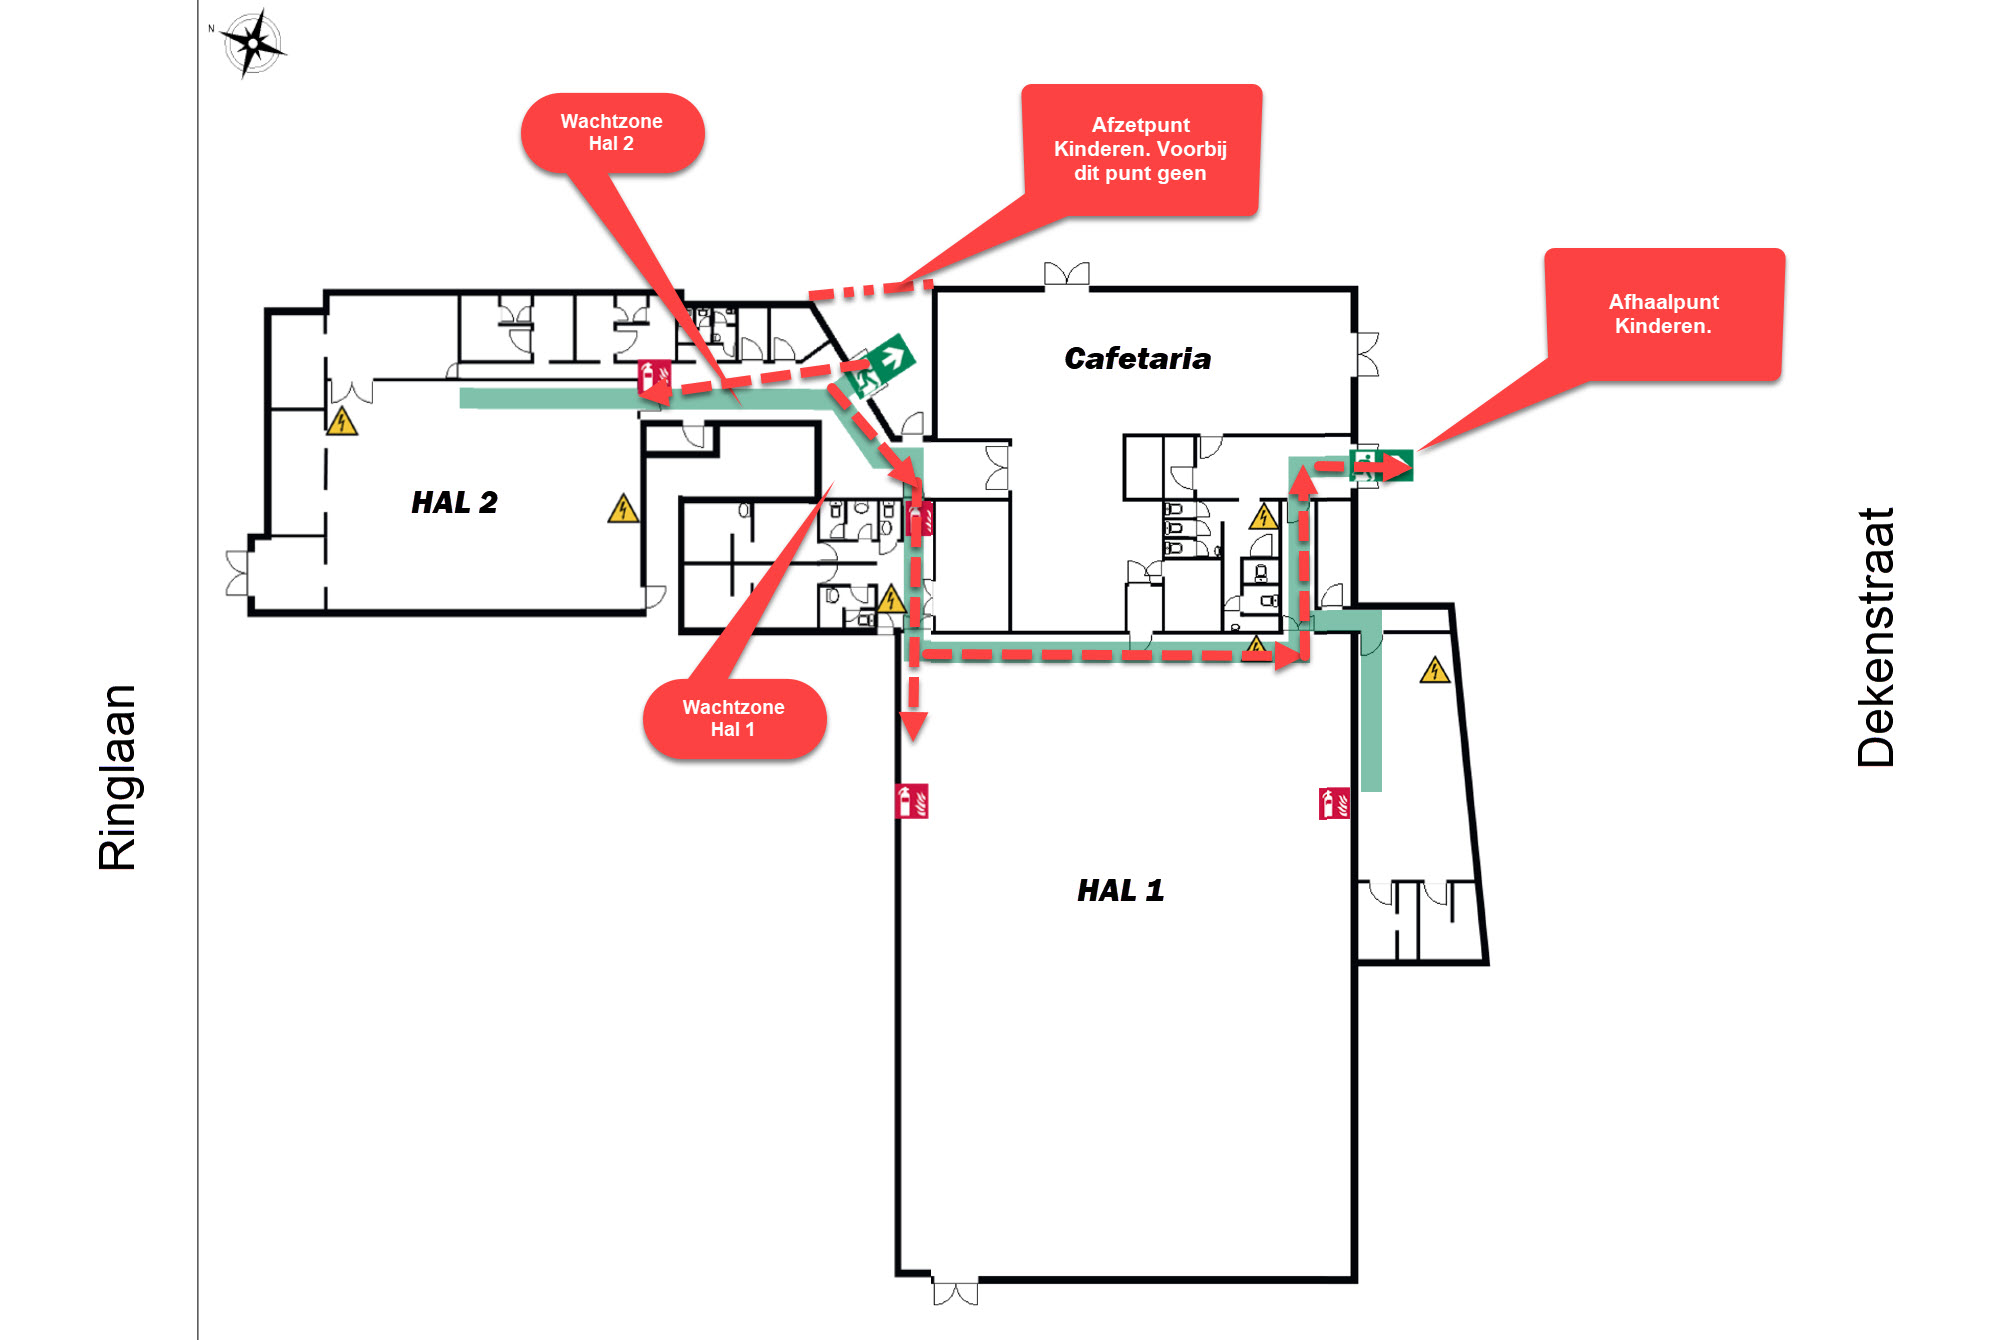 N
Wachtzone
Hal 2
Afzetpunt
Kinderen. Voorbij
dit punt geen
Afhaalpunt
Kinderen.
Cafetaria
HAL 2
Wachtzone
Hal 1
HAL 1
Ringlaan
Dekenstraat